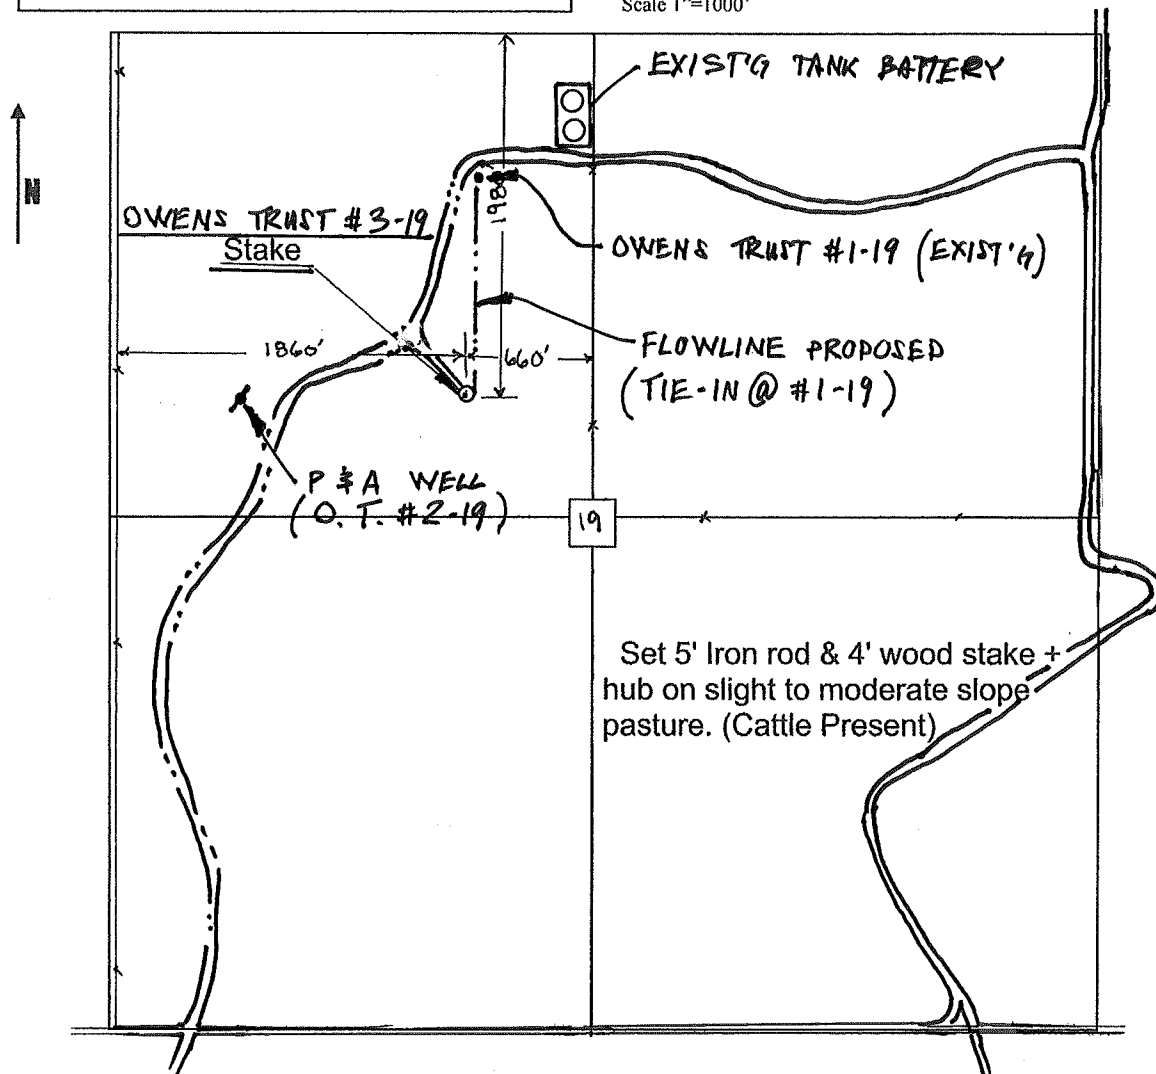 Scale 1"=1000'
EXIST'G TANK BATTERY
N
1980
OWENS TRUST #3-19
Stake
OWENS TRUST #1-19 (EXIST'G)
1860'
660'
FLOWLINE PROPOSED
(TIE-IN @ #1-19)
P & A WELL
(O. T. #2-19)
19
Set 5' Iron rod & 4' wood stake +
hub on slight to moderate slope
pasture. (Cattle Present)